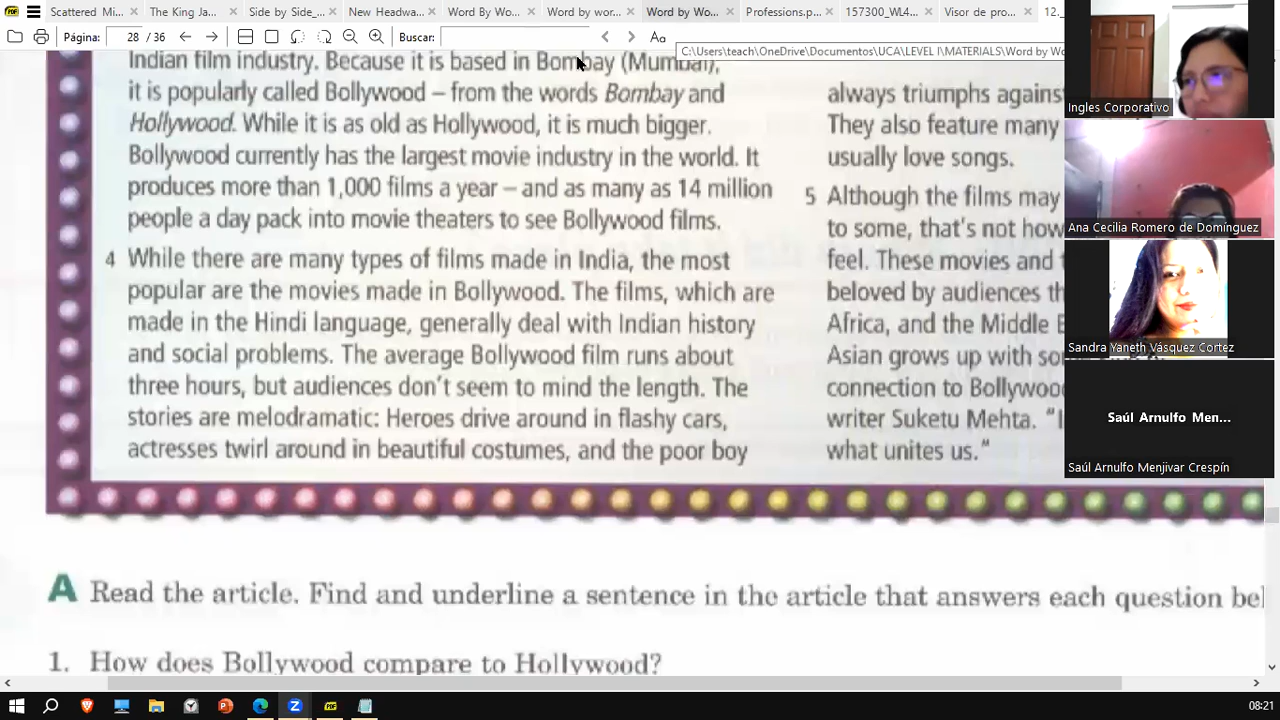 Scattered Mi...
The King Ja...
Side by Side_...
New Headwa...
Word By Wo...
Word by wor...
Word by Wo...
Professions.p...
157300_WL4...
Visor de pro...
12.
Página:
28 / 36
Buscar:
Aα
C:\Users\teach\OneDrive\Documentos\UCA\LEVEL I\MATERIALS\Word by Wo
Indian film industry. Because it is based in Bombay (Mumbai),
it is popularly called Bollywood – from the words Bombay and
Hollywood. While it is as old as Hollywood, it is much bigger.
Bollywood currently has the largest movie industry in the world. It
produces more than 1,000 films a year – and as many as 14 million
people a day pack into movie theaters to see Bollywood films.
4 While there are many types of films made in India, the most
popular are the movies made in Bollywood. The films, which are
made in the Hindi language, generally deal with Indian history
and social problems. The average Bollywood film runs about
three hours, but audiences don't seem to mind the length. The
stories are melodramatic: Heroes drive around in flashy cars,
actresses twirl around in beautiful costumes, and the poor boy
always triumphs against
They also feature many
usually love songs.
5 Although the films may
to some, that's not how
feel. These movies and
beloved by audiences th
Africa, and the Middle E
Asian grows up with so
connection to Bollywoo
writer Suketu Mehta. "I
what unites us."
A Read the article. Find and underline a sentence in the article that answers each question be
1. How does Bollywood compare to Hollywood?
Ingles Corporativo
Ana Cecilia Romero de Domínguez
Sandra Yaneth Vásquez Cortez
Saúl Arnulfo Men...
Saúl Arnulfo Menjivar Crespín
08:21